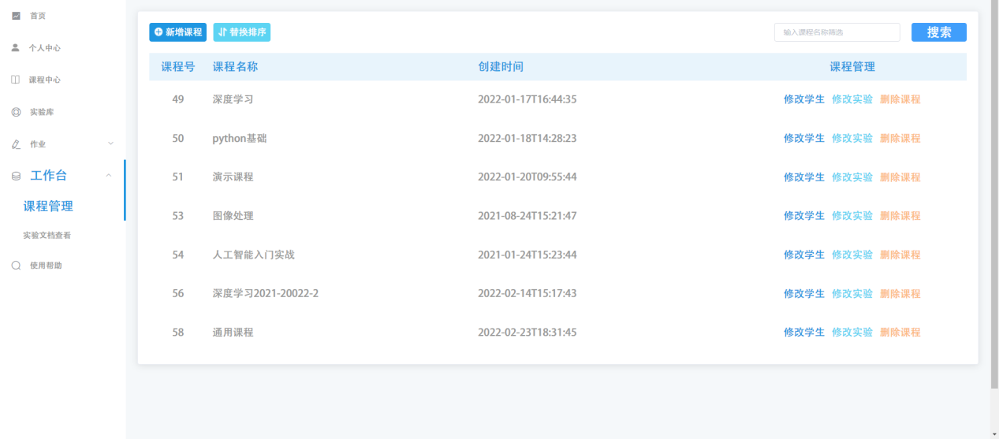 首页
个人中心
课程中心
实验库
作业
工作台
课程管理
实验文档查看
使用帮助
新增课程 替换排序 输入课程名称筛选 搜索
课程号 课程名称 创建时间 课程管理
49 深度学习 2022-01-17T16:44:35 修改学生 修改实验 删除课程
50 python基础 2022-01-18T14:28:23 修改学生 修改实验 删除课程
51 演示课程 2022-01-20T09:55:44 修改学生 修改实验 删除课程
53 图像处理 2021-08-24T15:21:47 修改学生 修改实验 删除课程
54 人工智能入门实战 2021-01-24T15:23:44 修改学生 修改实验 删除课程
56 深度学习2021-20022-2 2022-02-14T15:17:43 修改学生 修改实验 删除课程
58 通用课程 2022-02-23T18:31:45 修改学生 修改实验 删除课程